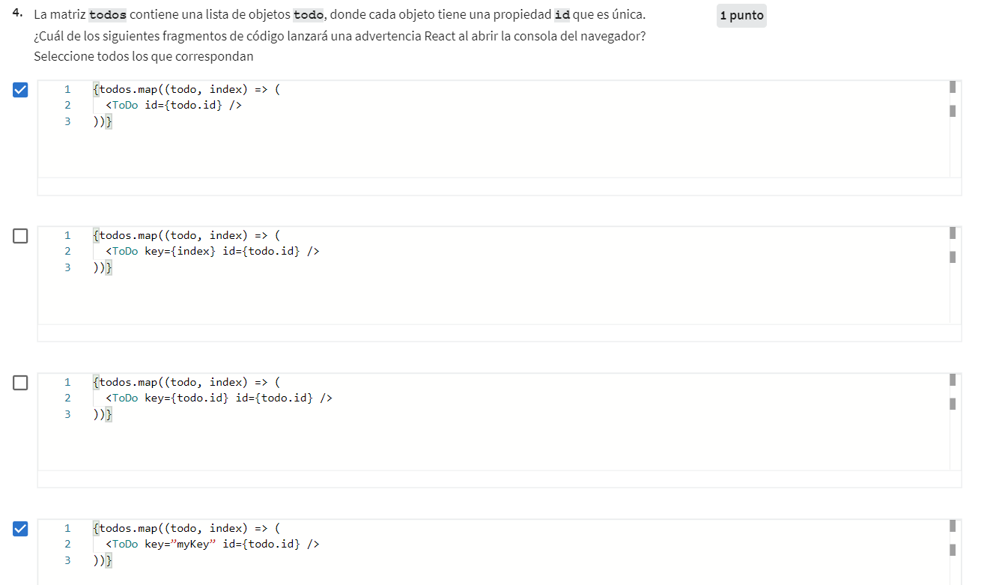 4. La matriz todos contiene una lista de objetos todo, donde cada objeto tiene una propiedad id que es única. 1 punto
¿Cuál de los siguientes fragmentos de código lanzará una advertencia React al abrir la consola del navegador?
Seleccione todos los que correspondan
1 {todos.map((todo, index) => (
2 <ToDo id={todo.id} />
3 ))}
1 {todos.map((todo, index) => (
2 <ToDo key={index} id={todo.id} />
3 ))}
1 {todos.map((todo, index) => (
2 <ToDo key={todo.id} id={todo.id} />
3 ))}
1 {todos.map((todo, index) => (
2 <ToDo key=”myKey” id={todo.id} />
3 ))}